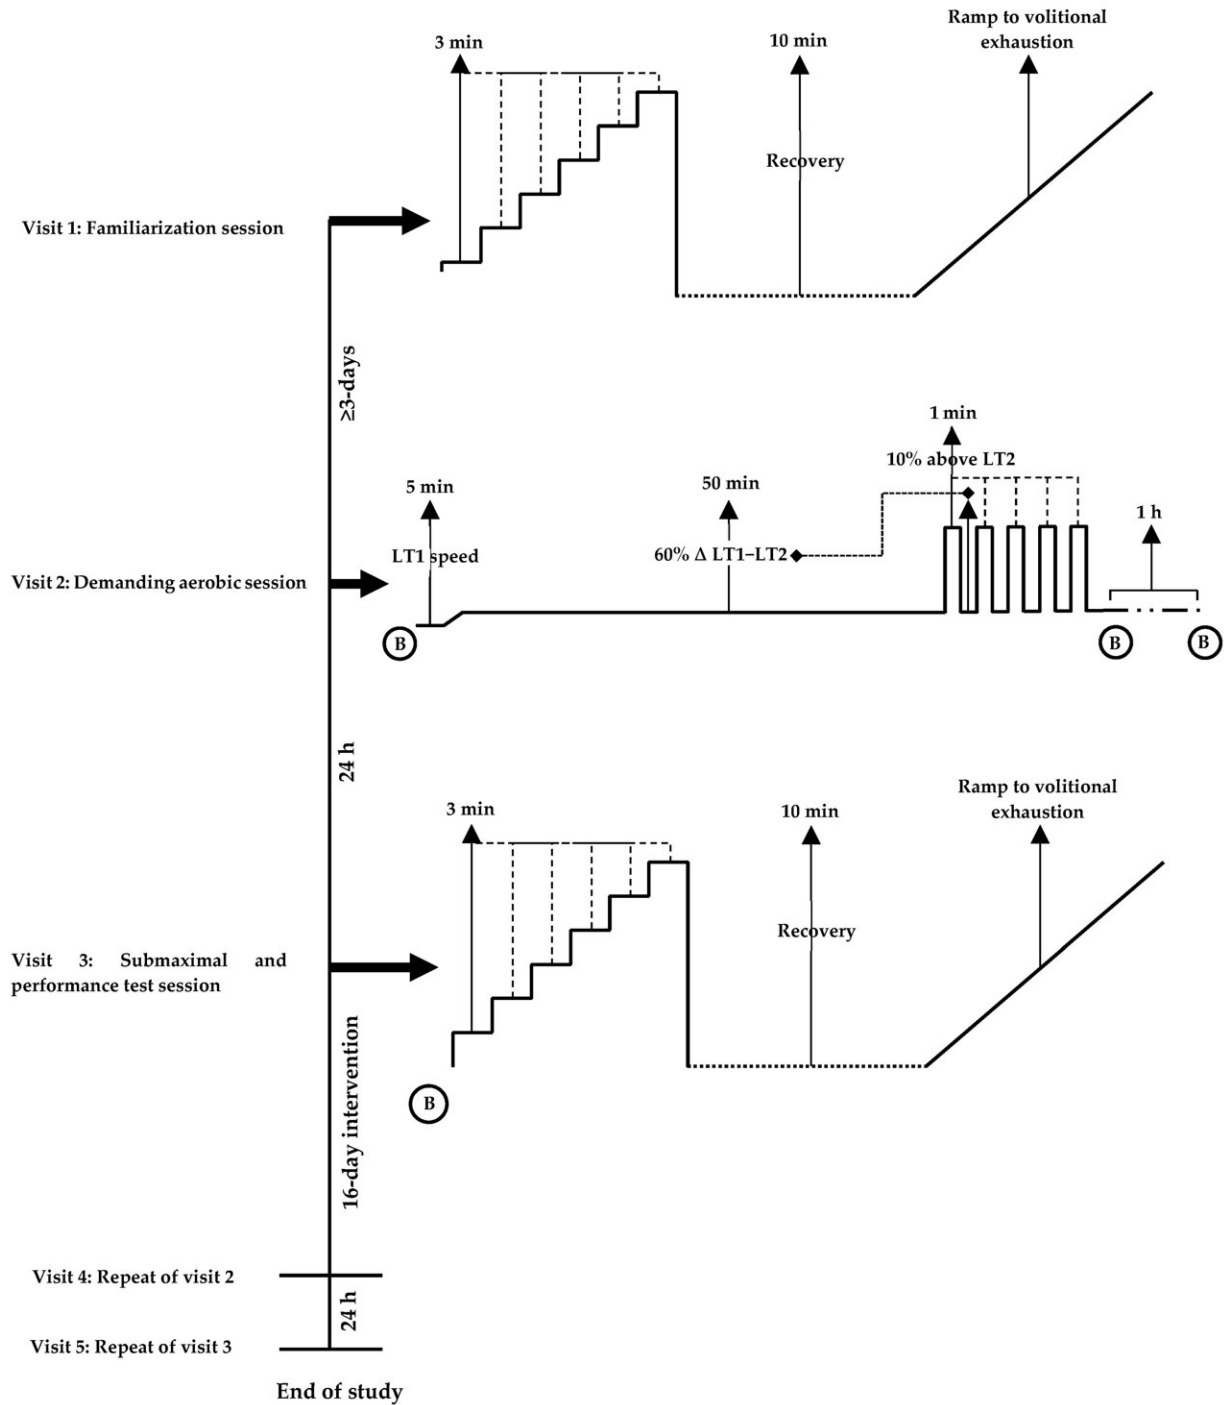 Ramp to volitional
exhaustion
3 min
10 min
Recovery
Visit 1: Familiarization session
≥3-days
1 min
10% above LT2
5 min
50 min
1 h
LT1 speed
60% Δ LT1–LT2
Visit 2: Demanding aerobic session
B
B
B
24 h
Ramp to volitional
exhaustion
3 min
10 min
Recovery
Visit 3: Submaximal and
performance test session
B
16-day intervention
Visit 4: Repeat of visit 2
24 h
Visit 5: Repeat of visit 3
End of study